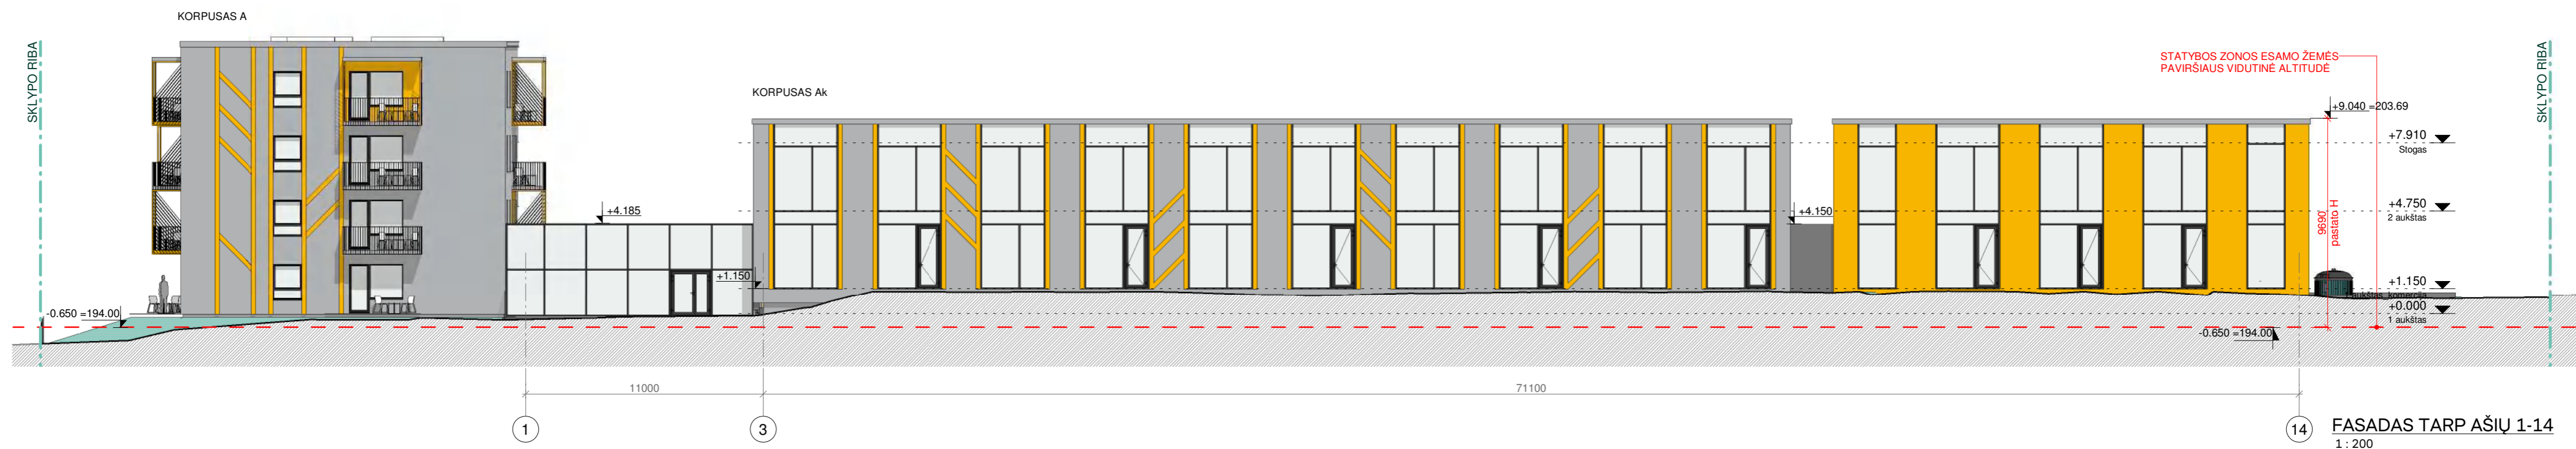 KORPUSAS A
SKLYPO RIBA
KORPUSAS Ak
STATYBOS ZONOS ESAMO ŽEMĖS
PAVIRŠIAUS VIDUTINĖ ALTITUDĖ
SKLYPO RIBA
+9.040 =203.69
+7.910
Stogas
+4.185
+4.150
+4.750
2 aukštas
9690
pastato H
+1.150
+1.150
aukštas_komercija
-0.650 =194.00
+0.000
1 aukštas
-0.650 =194.00
11000
71100
1
3
14
FASADAS TARP AŠIŲ 1-14
1 : 200